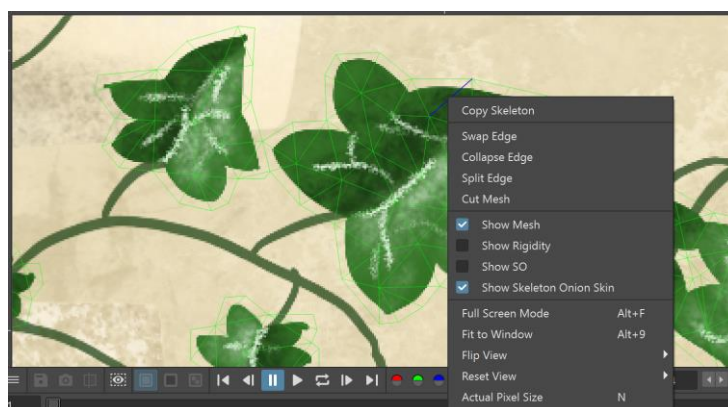 Copy Skeleton
Swap Edge
Collapse Edge
Split Edge
Cut Mesh
Show Mesh
Show Rigidity
Show SO
Show Skeleton Onion Skin
Full Screen Mode Alt+F
Fit to Window Alt+9
Flip View
Reset View
Actual Pixel Size N